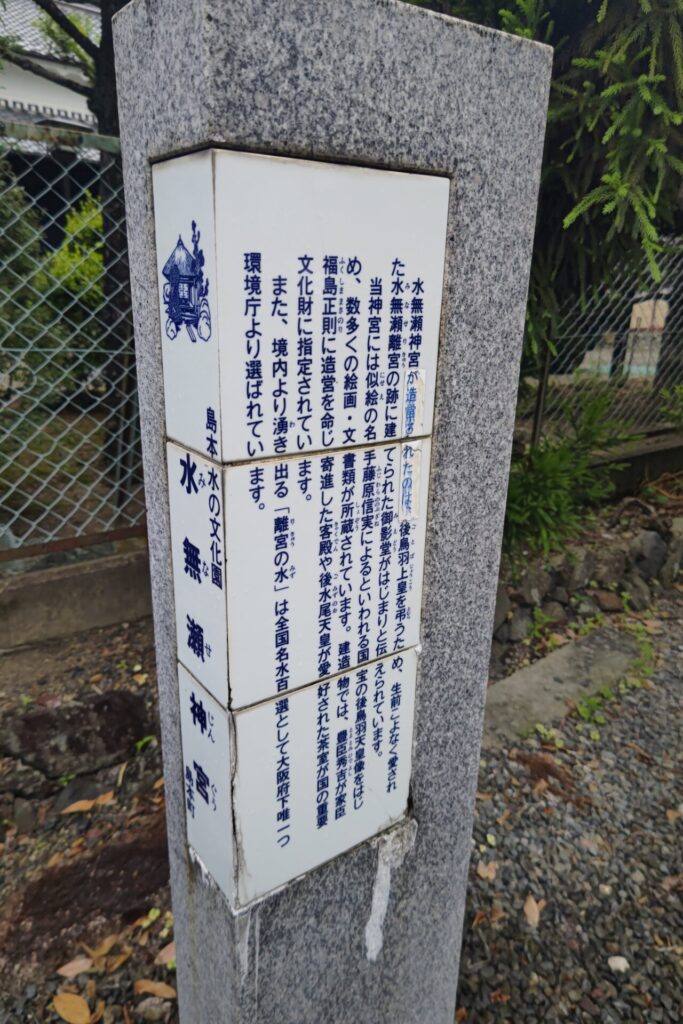 水無瀬神宮が造営されたのは、後鳥羽上皇を弔うため、生前こよなく愛され
た水無瀬離宮の跡に建てられた御影堂がはじまりと伝えられています。
当神宮には似絵の名手藤原信実によるといわれる国宝の後鳥羽天皇像をはじ
め、数多くの絵画・文書類が所蔵されています。建造物では、豊臣秀吉が家臣
福島正則に造営を命じ寄進した客殿や後水尾天皇が愛好された茶室が国の重要
文化財に指定されています。
また、境内より湧き出る「離宮の水」は全国名水百選として大阪府下唯一つ
環境庁より選ばれています。
島本 水の文化園
水無瀬神宮
島本町